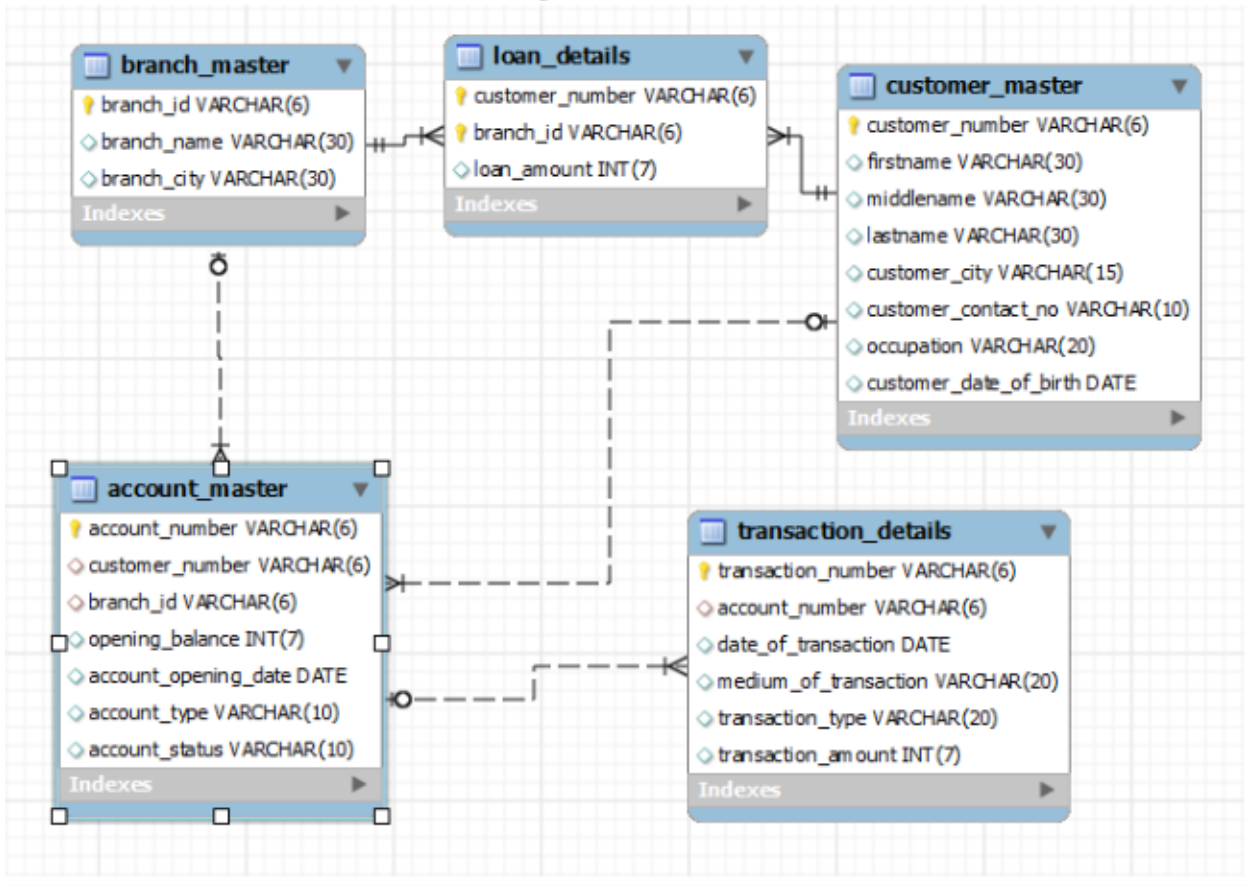 branch_master
branch_id VARCHAR(6)
branch_name VARCHAR(30)
branch_city VARCHAR(30)
Indexes
loan_details
customer_number VARCHAR(6)
branch_id VARCHAR(6)
loan_amount INT(7)
Indexes
customer_master
customer_number VARCHAR(6)
firstname VARCHAR(30)
middlename VARCHAR(30)
lastname VARCHAR(30)
customer_city VARCHAR(15)
customer_contact_no VARCHAR(10)
occupation VARCHAR(20)
customer_date_of_birth DATE
Indexes
account_master
account_number VARCHAR(6)
customer_number VARCHAR(6)
branch_id VARCHAR(6)
opening_balance INT(7)
account_opening_date DATE
account_type VARCHAR(10)
account_status VARCHAR(10)
Indexes
transaction_details
transaction_number VARCHAR(6)
account_number VARCHAR(6)
date_of_transaction DATE
medium_of_transaction VARCHAR(20)
transaction_type VARCHAR(20)
transaction_amount INT(7)
Indexes